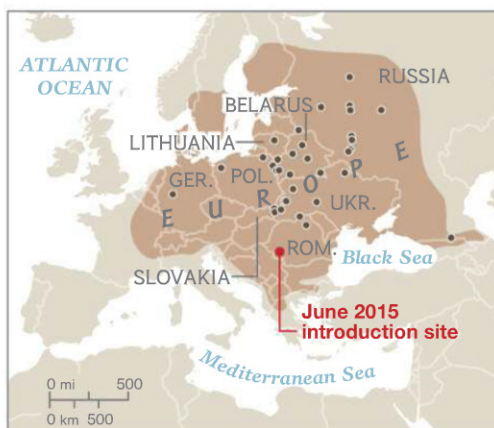 ATLANTIC
OCEAN
RUSSIA
BELARUS
LITHUANIA
GER.
POL.
EUROPE
UKR.
ROM.
SLOVAKIA
Black Sea
June 2015
introduction site
Mediterranean Sea
0 mi 500
0 km 500